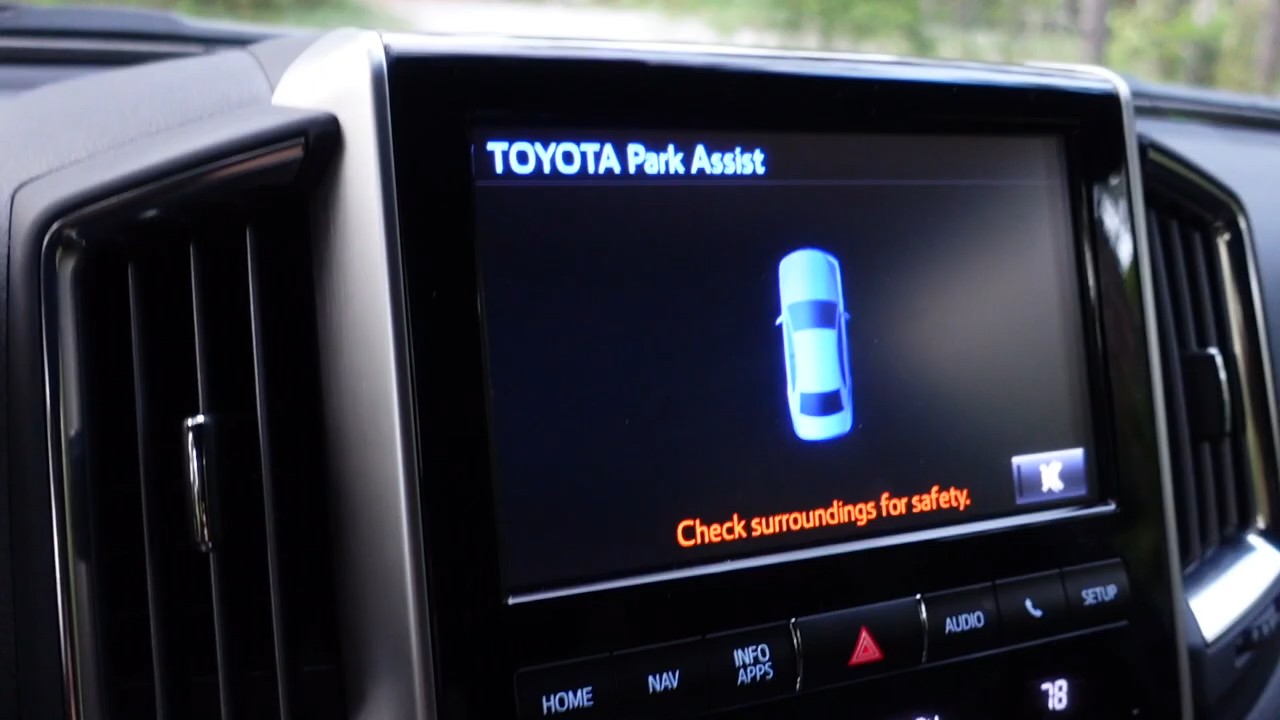 TOYOTA Park Assist
Check surroundings for safety.
HOME
NAV
INFO
APPS
AUDIO
SETUP
78